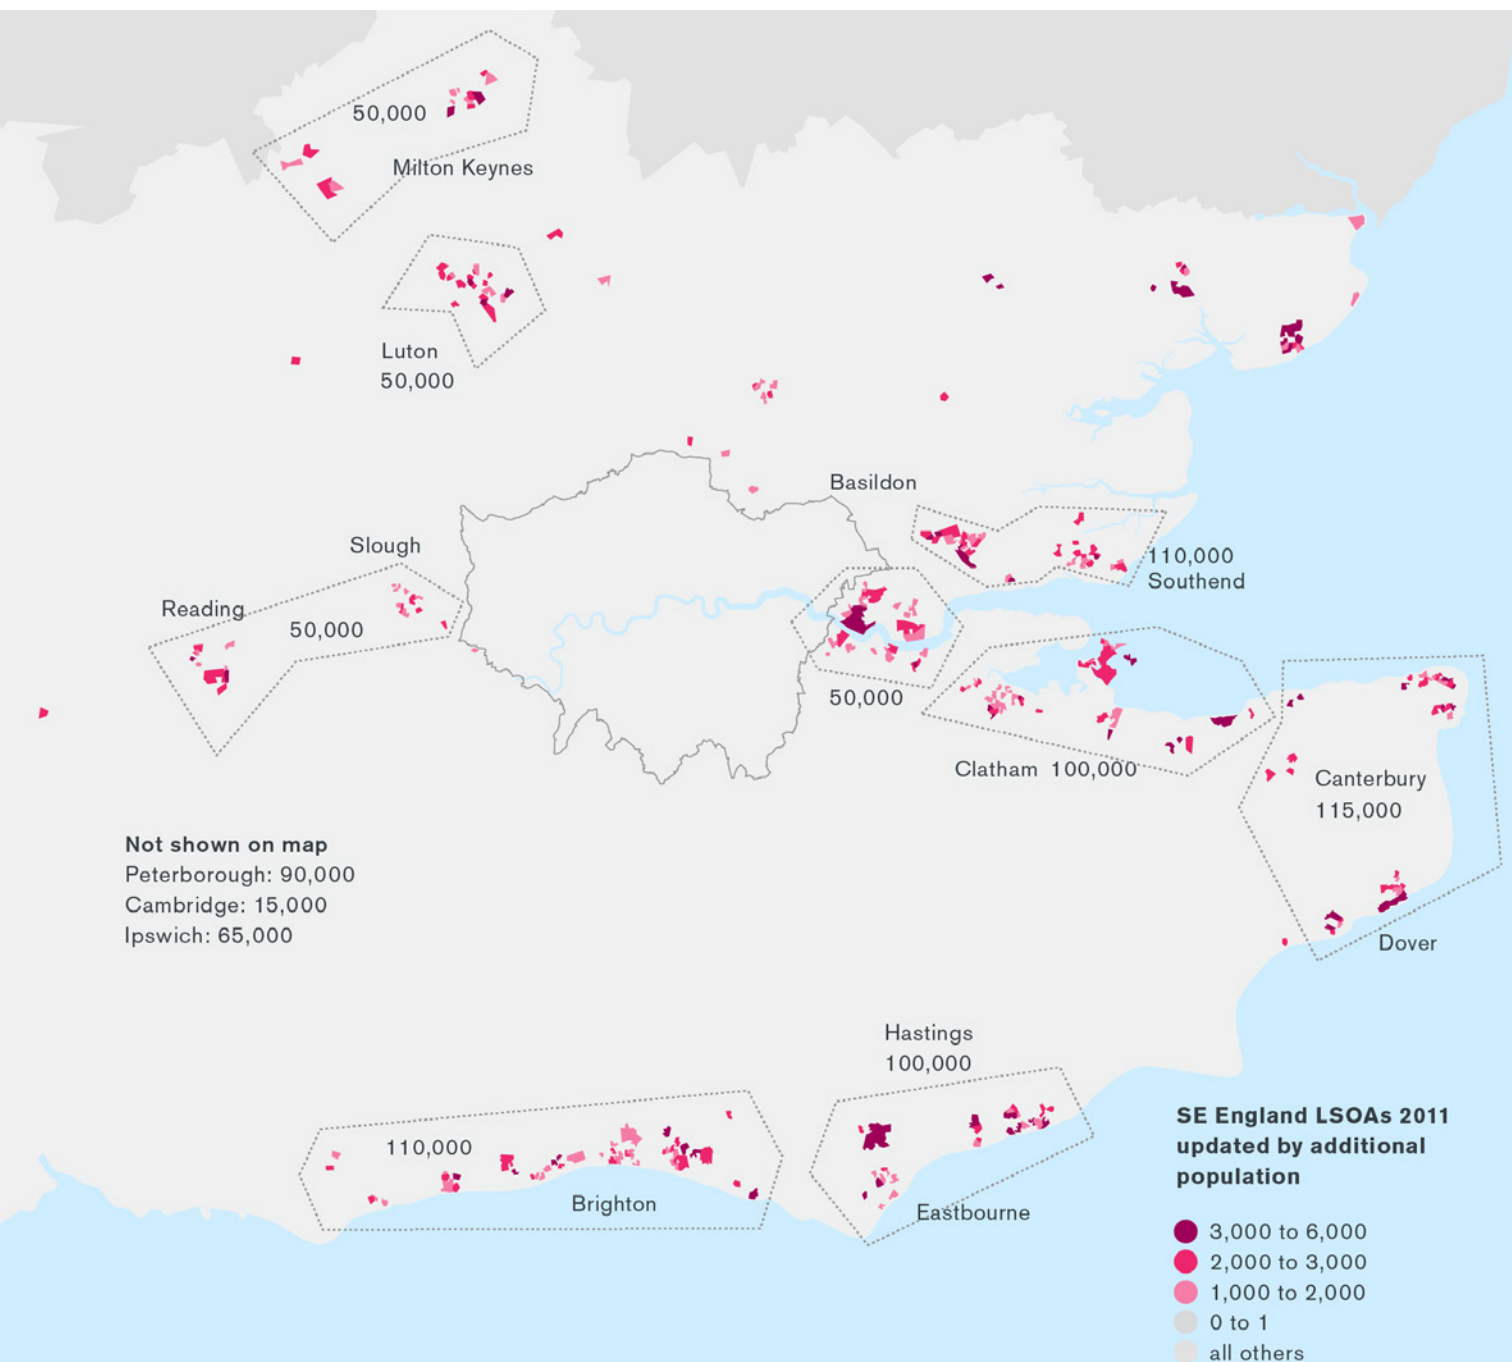 50,000
Milton Keynes
Luton
50,000
Basildon
Slough
110,000
Southend
Reading
50,000
50,000
Clatham 100,000
Canterbury
115,000
Not shown on map
Peterborough: 90,000
Cambridge: 15,000
Ipswich: 65,000
Dover
Hastings
100,000
110,000
Brighton
Eastbourne
SE England LSOAs 2011
updated by additional
population
3,000 to 6,000
2,000 to 3,000
1,000 to 2,000
0 to 1
all others